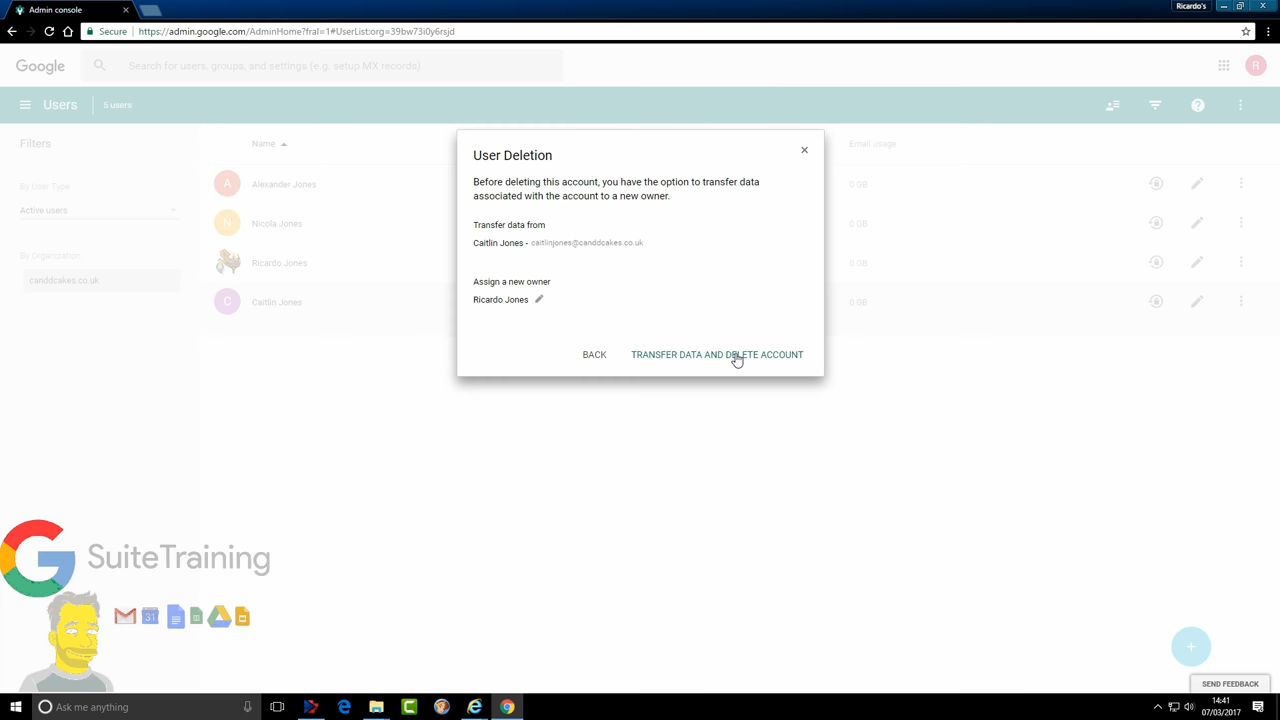 Admin console
Ricardo's
Secure
https://admin.google.com/AdminHome?fral=1#UserList:org=39bw73i0y6rsjd
Google
Search for users, groups, and settings (e.g. setup MX records)
R
Users
5 users
Filters
Name
Email usage
By User Type
Active users
By Organization
canddcakes.co.uk
A
Alexander Jones
0 GB
N
Nicola Jones
0 GB
Ricardo Jones
0 GB
C
Caitlin Jones
0 GB
User Deletion
Before deleting this account, you have the option to transfer data
associated with the account to a new owner.
Transfer data from
Caitlin Jones - caitlinjones@canddcakes.co.uk
Assign a new owner
Ricardo Jones
BACK
TRANSFER DATA AND DELETE ACCOUNT
G SuiteTraining
31
SEND FEEDBACK
Ask me anything
14:41
07/03/2017